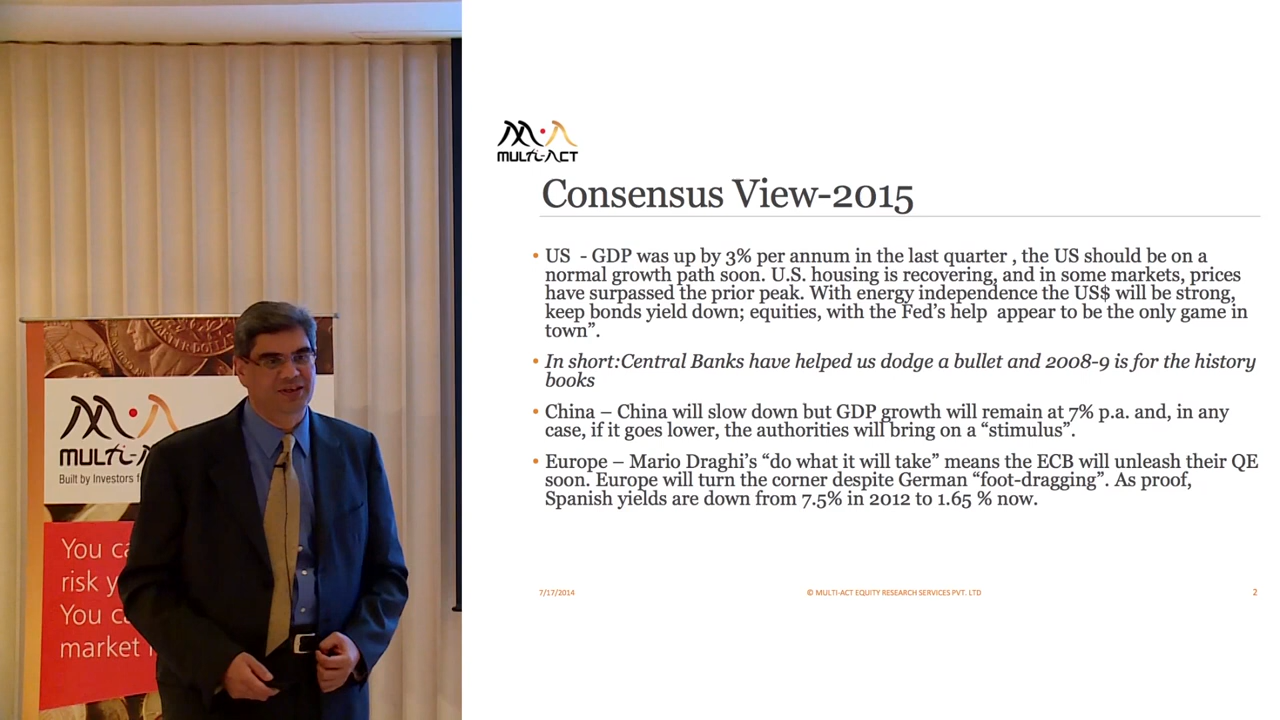 MULTI-ACT
Built by Investors
You
risk
You
market
MULTI-ACT
Consensus View-2015
• US - GDP was up by 3% per annum in the last quarter , the US should be on a
normal growth path soon. U.S. housing is recovering, and in some markets, prices
have surpassed the prior peak. With energy independence the US$ will be strong,
keep bonds yield down; equities, with the Fed’s help appear to be the only game in
town”.
• In short:Central Banks have helped us dodge a bullet and 2008-9 is for the history
books
• China – China will slow down but GDP growth will remain at 7% p.a. and, in any
case, if it goes lower, the authorities will bring on a “stimulus”.
• Europe – Mario Draghi’s “do what it will take” means the ECB will unleash their QE
soon. Europe will turn the corner despite German “foot-dragging”. As proof,
Spanish yields are down from 7.5% in 2012 to 1.65 % now.
7/17/2014 © MULTI-ACT EQUITY RESEARCH SERVICES PVT. LTD 2